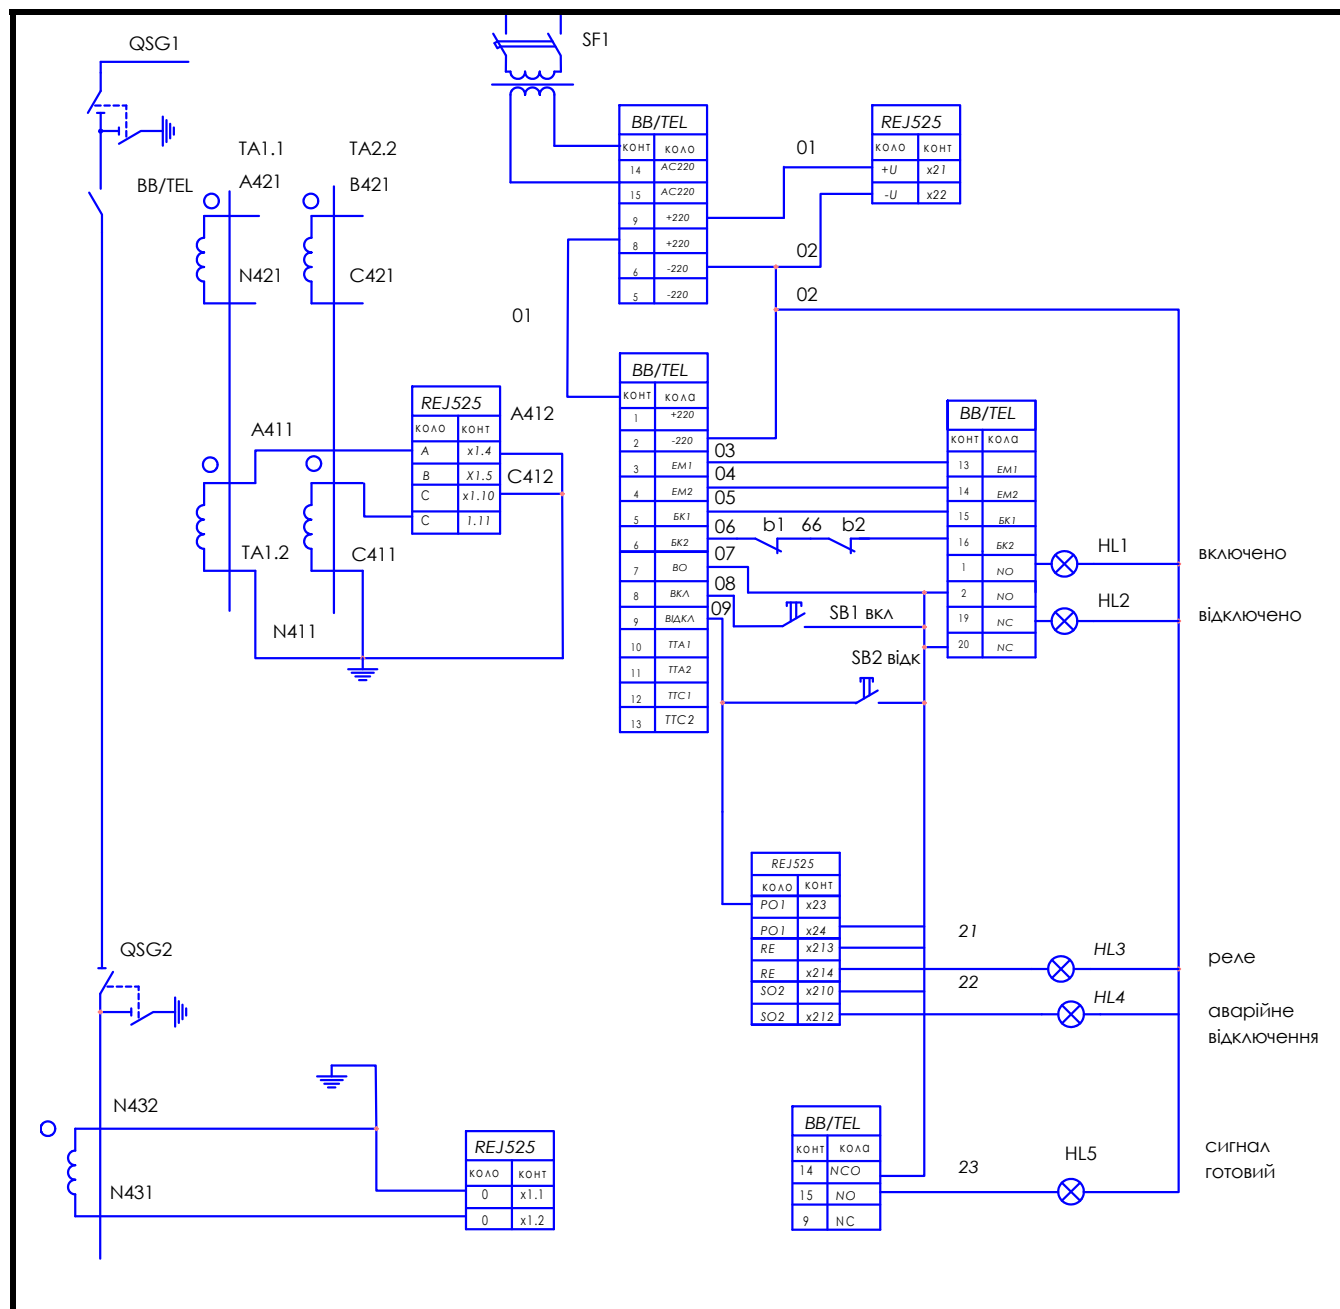 QSG1
SF1
TA1.1
TA2.2
BB/TEL
A421
B421
N421
C421
01
BB/TEL
КОНТ КОЛО
14 AC220
15 AC220
9 +220
8 +220
6 -220
5 -220
01
02
02
REJ525
КОЛО КОНТ
+U x21
-U x22
A411
REJ525
КОЛО КОНТ
A x1.4
B X1.5
C x1.10
C 1.11
A412
C412
TA1.2
C411
N411
BB/TEL
КОНТ КОЛа
1 +220
2 -220
3 EM1
4 EM2
5 БК1
6 БК2
7 ВО
8 ВКЛ
9 ВІДКЛ
10 ТТА1
11 ТТА2
12 ТТС1
13 ТТС2
03
04
05
06 b1 66 b2
07
08
09
SB1 вкл
SB2 відк
BB/TEL
КОНТ КОЛа
13 EM1
14 EM2
15 БК1
16 БК2
1 NO
2 NO
19 NC
20 NC
HL1 включено
HL2 відключено
REJ525
КОЛО КОНТ
PO1 x23
PO1 x24
RE x213
RE x214
SO2 x210
SO2 x212
21
HL3 реле
22
HL4 аварійне
відключення
QSG2
N432
N431
REJ525
КОЛО КОНТ
0 x1.1
0 x1.2
BB/TEL
КОНТ КОЛа
14 NCO
15 NO
9 NC
23
HL5 сигнал
готовий